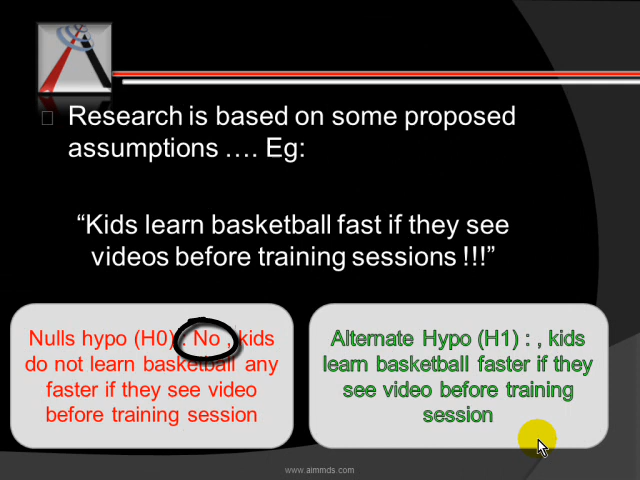 Research is based on some proposed
assumptions …. Eg:
“Kids learn basketball fast if they see
videos before training sessions !!!”
Nulls hypo (H0) : No , kids
do not learn basketball any
faster if they see video
before training session
Alternate Hypo (H1) : , kids
learn basketball faster if they
see video before training
session
www.aimmds.com